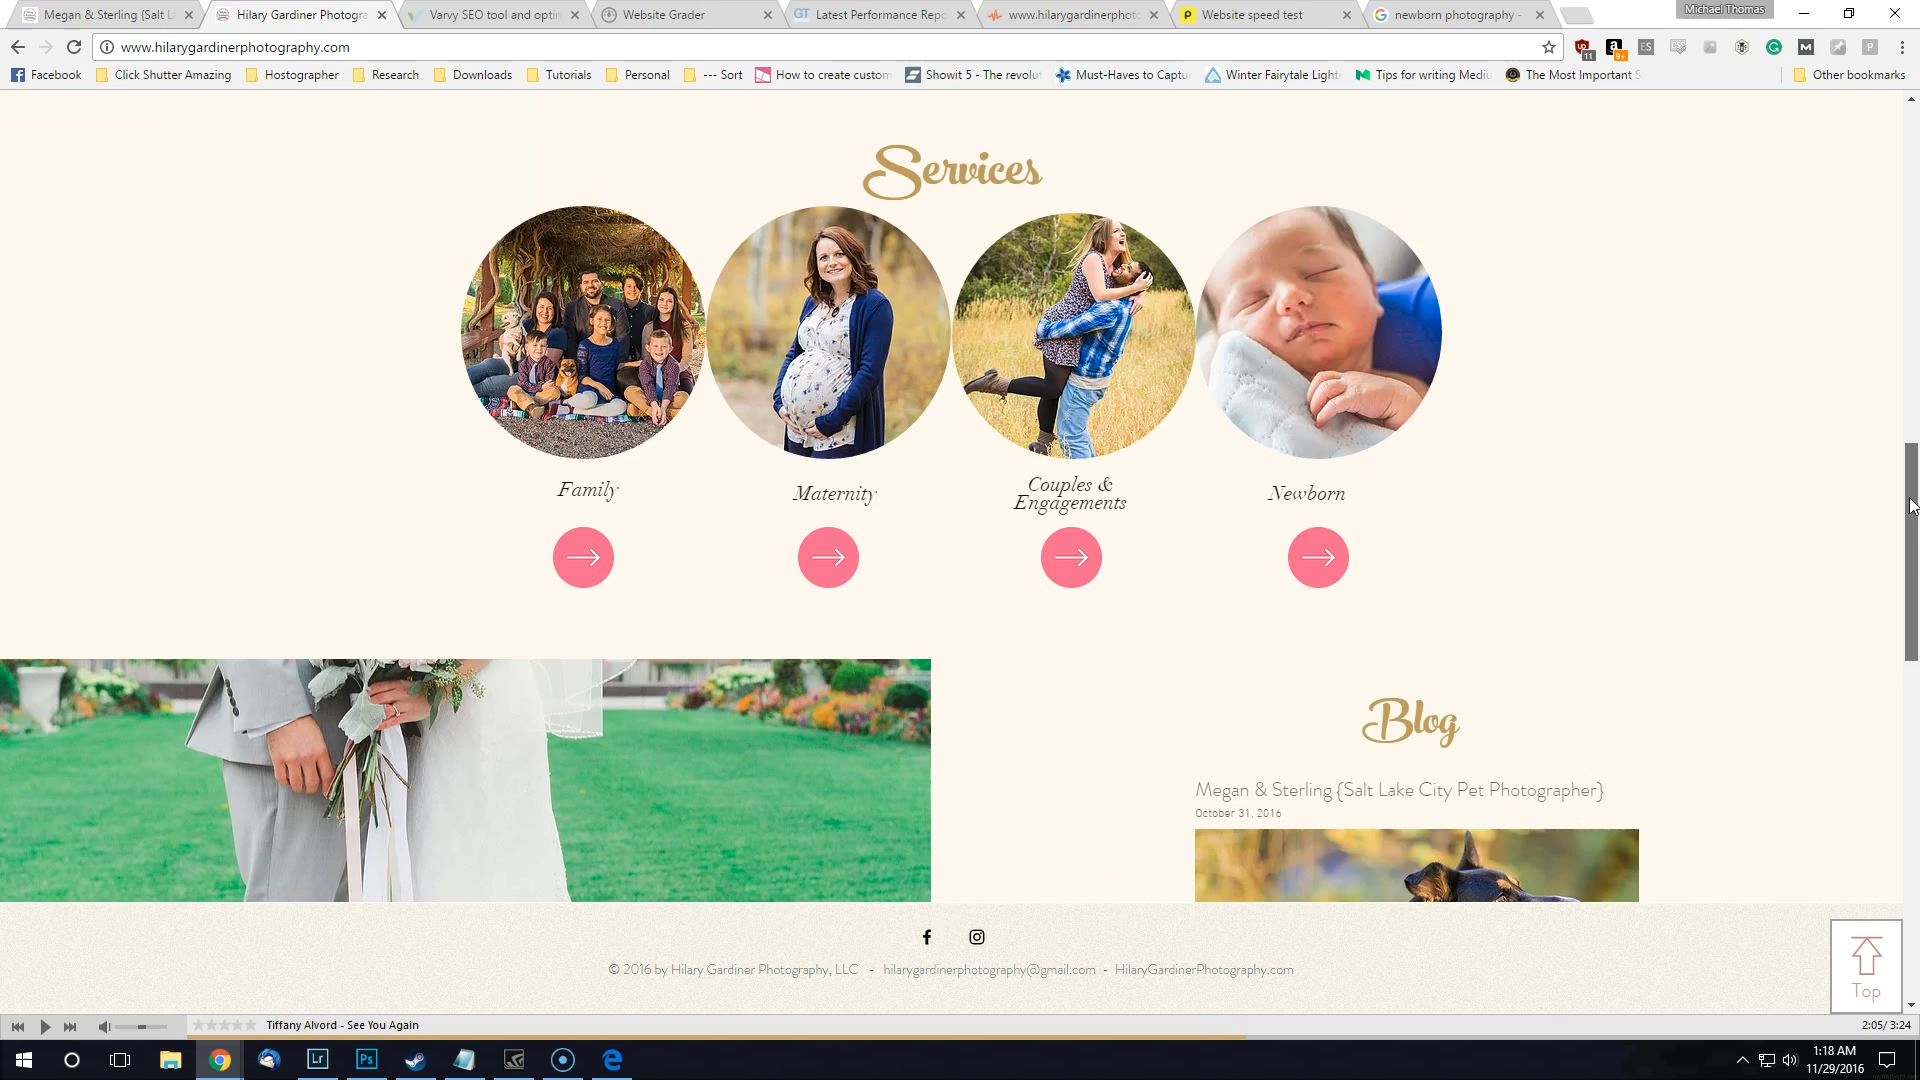 Megan & Sterling {Salt L
Hilary Gardiner Photogra
Varvy SEO tool and optin
Website Grader
Latest Performance Repo
www.hilarygardinerphoto
Website speed test
newborn photography -
Michael Thomas
www.hilarygardinerphotography.com
Facebook
Click Shutter Amazing
Hostographer
Research
Downloads
Tutorials
Personal
--- Sort
How to create custom
Showit 5 - The revolut
Must-Haves to Captu
Winter Fairytale Light
Tips for writing Mediu
The Most Important S
Other bookmarks
Services
Family
Maternity
Couples &
Engagements
Newborn
Blog
Megan & Sterling {Salt Lake City Pet Photographer}
October 31, 2016
© 2016 by Hilary Gardiner Photography, LLC - hilarygardinerphotography@gmail.com - HilaryGardinerPhotography.com
Top
Tiffany Alvord - See You Again
2:05/ 3:24
1:18 AM
11/29/2016